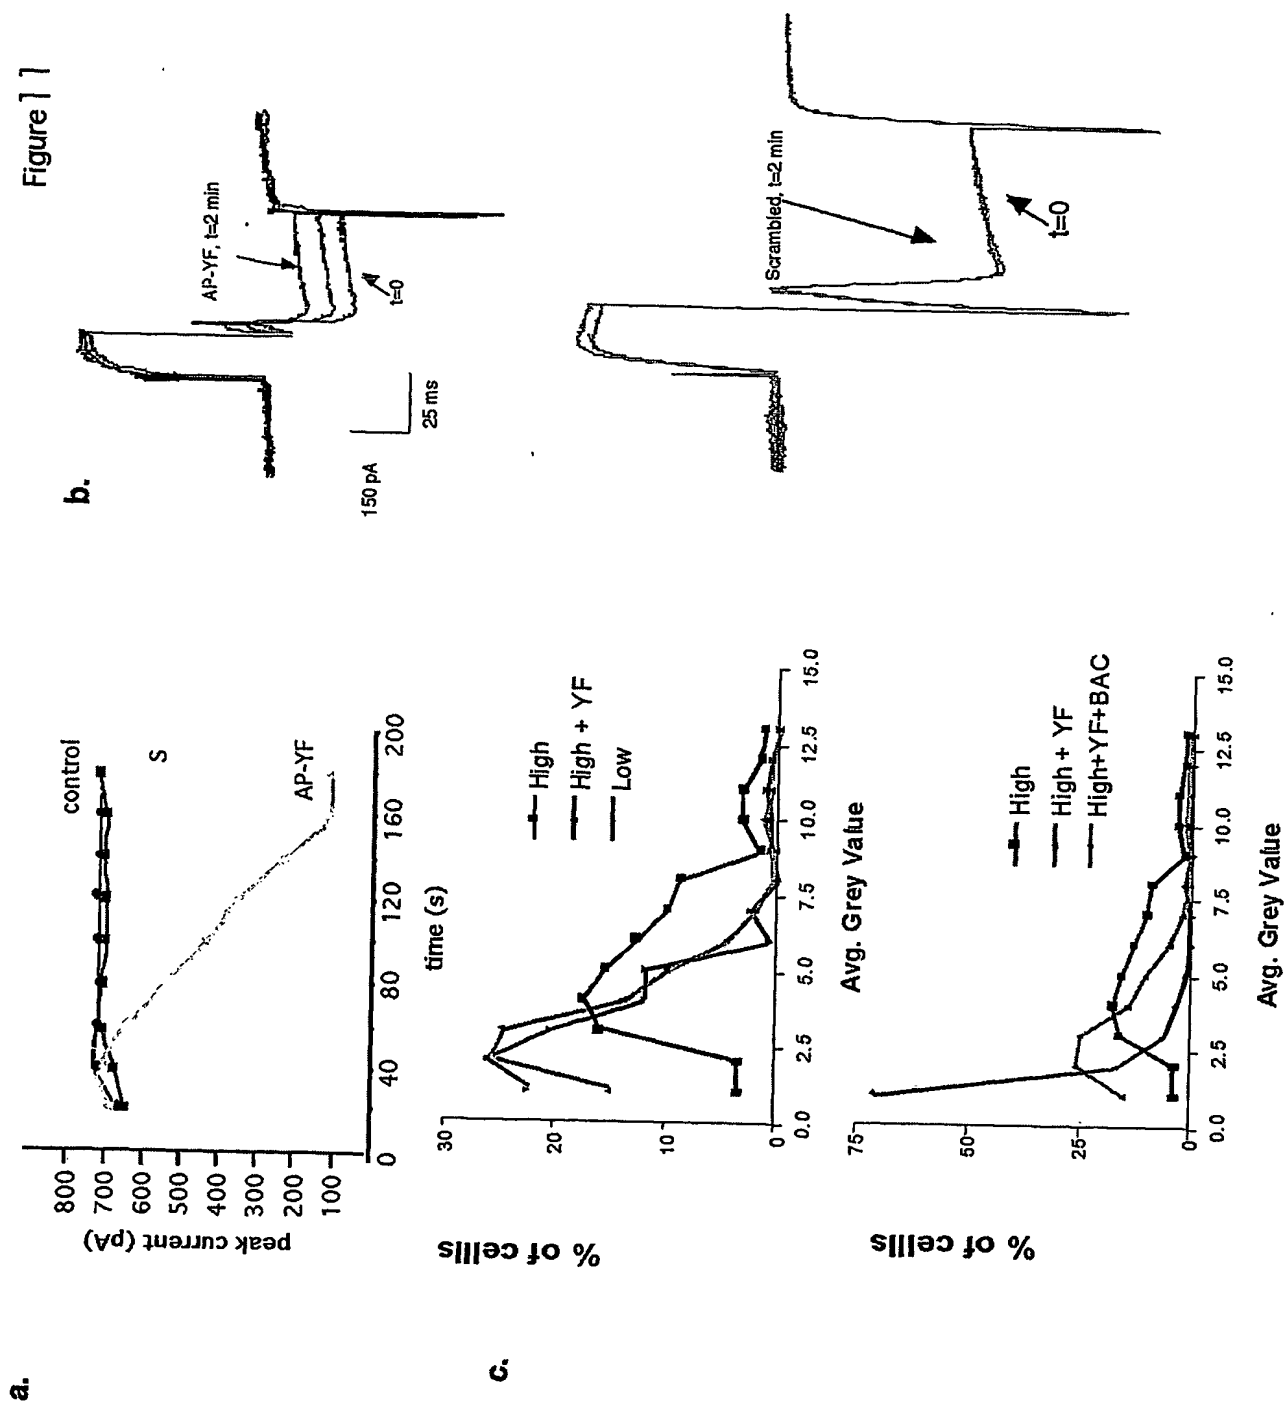 Figure 11
a.
peak current (pA)
800
700
600
500
400
300
200
100
0
40
80
120
160
200
time (s)
control
S
AP-YF
b.
AP-YF, t=2 min
t=0
150 pA
25 ms
Scrambled, t=2 min
t=0
c.
% of cellls
30
20
10
0
0.0
2.5
5.0
7.5
10.0
12.5
15.0
Avg. Grey Value
High
High + YF
Low
% of cellls
75
50
25
0
0.0
2.5
5.0
7.5
10.0
12.5
15.0
Avg. Grey Value
High
High + YF
High+YF+BAC